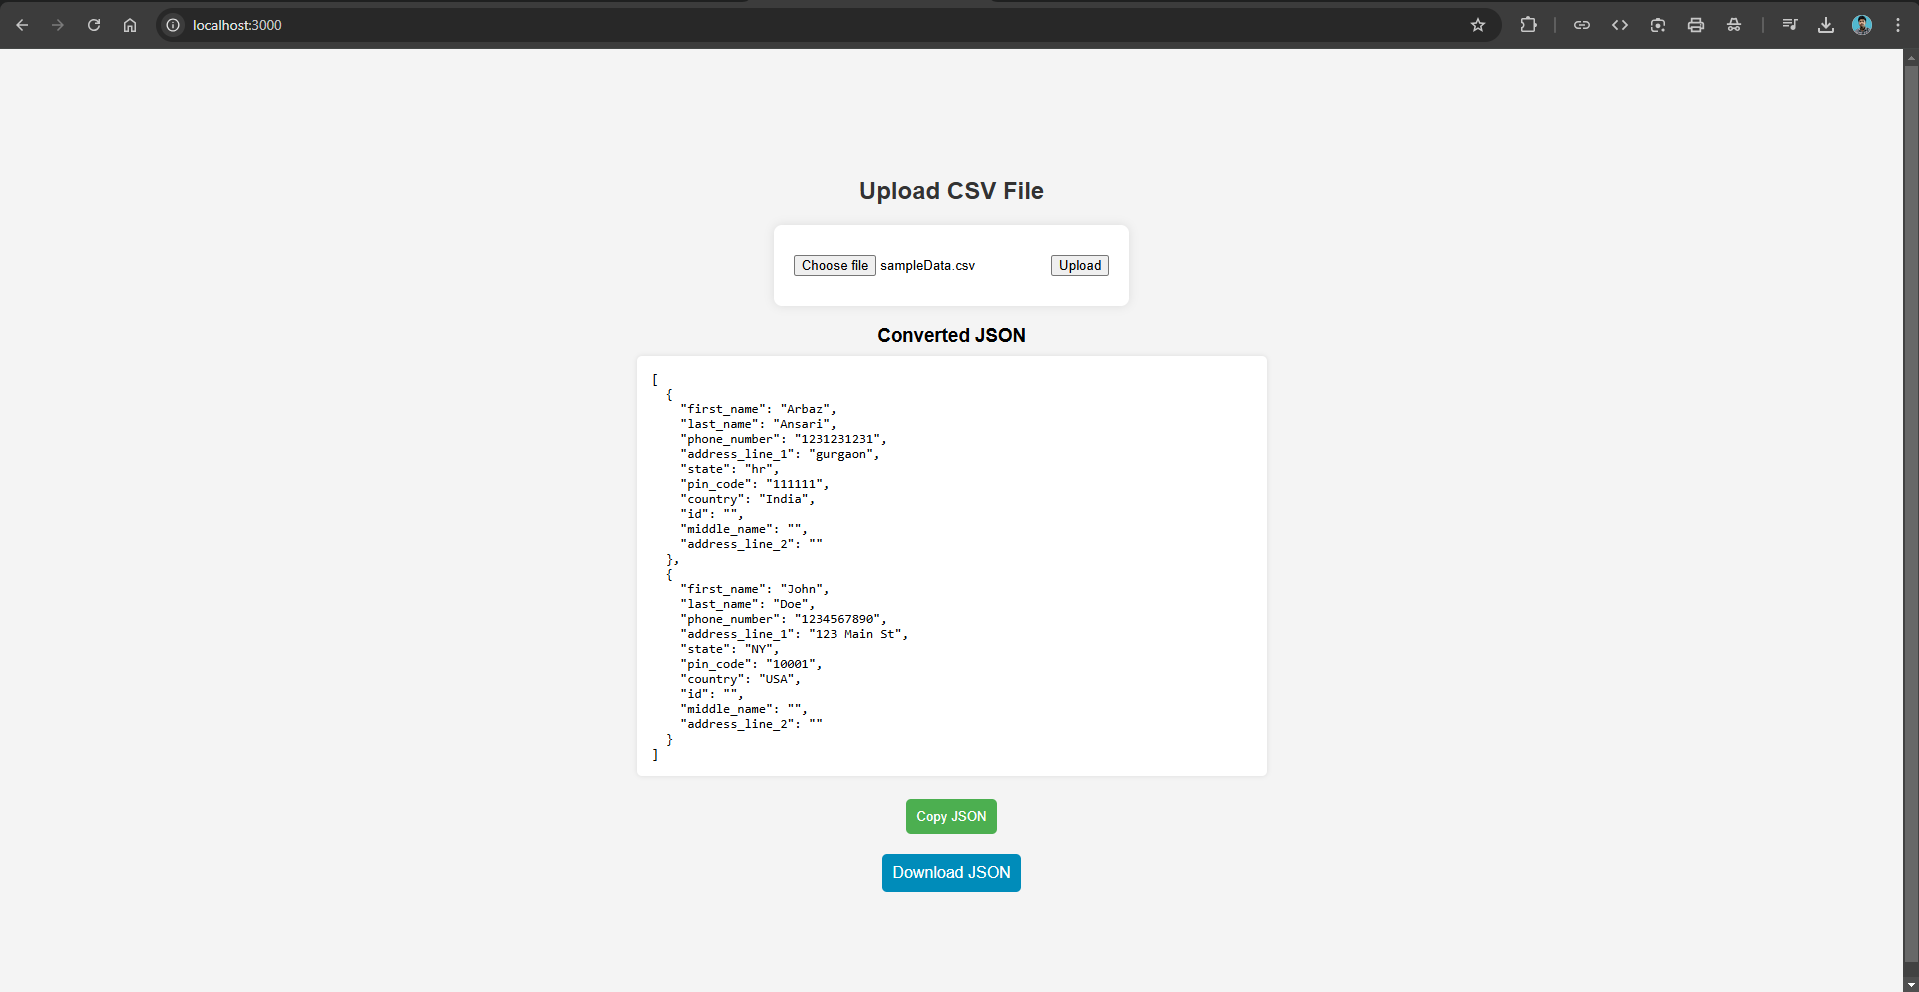 localhost:3000
Upload CSV File
Choose file sampleData.csv Upload
Converted JSON
[
  {
    "first_name": "Arbaz",
    "last_name": "Ansari",
    "phone_number": "1231231231",
    "address_line_1": "gurgaon",
    "state": "hr",
    "pin_code": "111111",
    "country": "India",
    "id": "",
    "middle_name": "",
    "address_line_2": ""
  },
  {
    "first_name": "John",
    "last_name": "Doe",
    "phone_number": "1234567890",
    "address_line_1": "123 Main St",
    "state": "NY",
    "pin_code": "10001",
    "country": "USA",
    "id": "",
    "middle_name": "",
    "address_line_2": ""
  }
]
Copy JSON
Download JSON